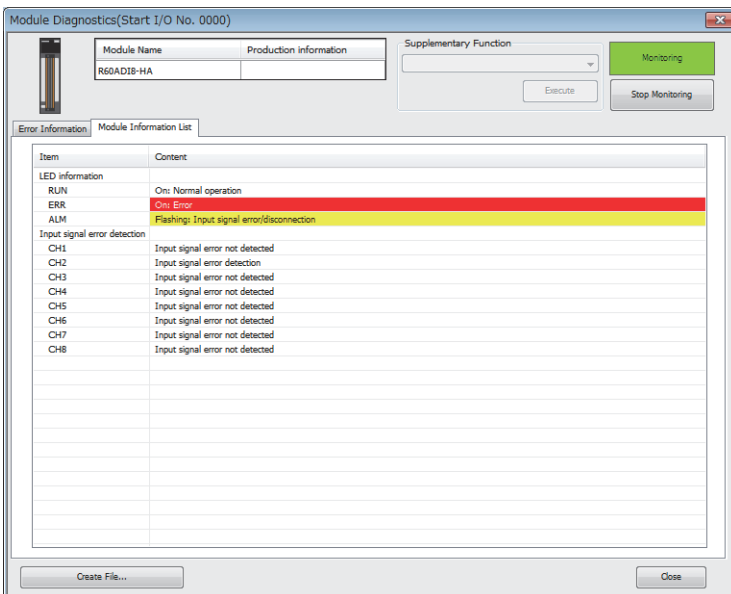 Module Diagnostics(Start I/O No. 0000)
Module Name Production information
R60ADI8-HA
Supplementary Function
Execute
Monitoring
Stop Monitoring
Error Information Module Information List
Item Content
LED information
RUN On: Normal operation
ERR On: Error
ALM Flashing: Input signal error/disconnection
Input signal error detection
CH1 Input signal error not detected
CH2 Input signal error detection
CH3 Input signal error not detected
CH4 Input signal error not detected
CH5 Input signal error not detected
CH6 Input signal error not detected
CH7 Input signal error not detected
CH8 Input signal error not detected
Create File...
Close